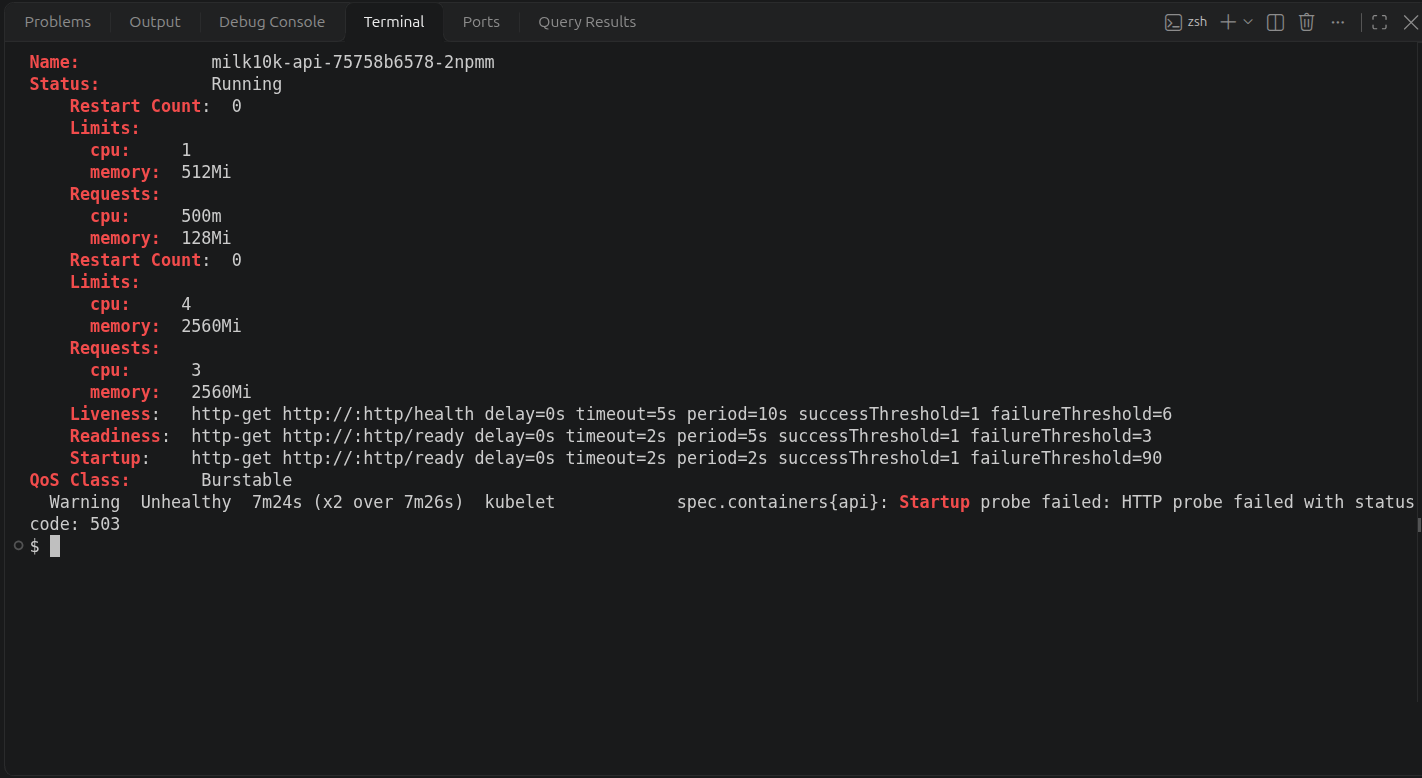 Problems Output Debug Console Terminal Ports Query Results zsh
Name: milk10k-api-75758b6578-2npmm
Status: Running
Restart Count: 0
Limits:
cpu: 1
memory: 512Mi
Requests:
cpu: 500m
memory: 128Mi
Restart Count: 0
Limits:
cpu: 4
memory: 2560Mi
Requests:
cpu: 3
memory: 2560Mi
Liveness: http-get http://:http/health delay=0s timeout=5s period=10s successThreshold=1 failureThreshold=6
Readiness: http-get http://:http/ready delay=0s timeout=2s period=5s successThreshold=1 failureThreshold=3
Startup: http-get http://:http/ready delay=0s timeout=2s period=2s successThreshold=1 failureThreshold=90
QoS Class: Burstable
Warning Unhealthy 7m24s (x2 over 7m26s) kubelet spec.containers{api}: Startup probe failed: HTTP probe failed with status
code: 503
$